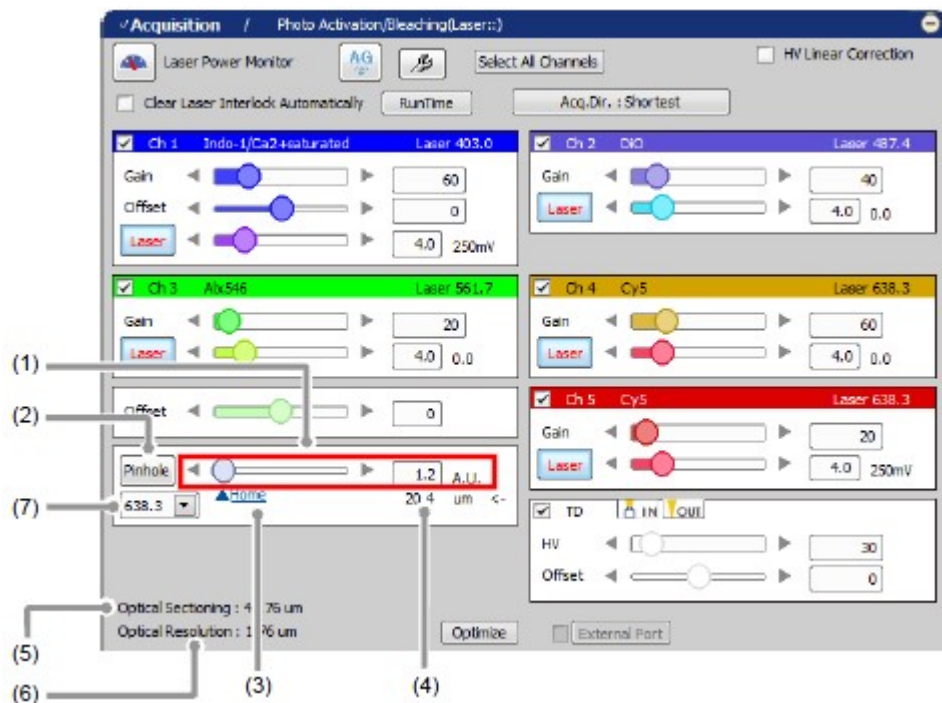 Acquisition / Photo Activation/Bleaching(Laser::)
Laser Power Monitor AG Select All Channels HV Linear Correction
Clear Laser Interlock Automatically RunTime Acq.Dir. : Shortest
Ch 1 Indo-1/Ca2+saturated Laser 403.0
Gain 60
Offset 0
Laser 4.0 250mV
Ch 2 DiO Laser 487.4
Gain 40
Laser 4.0 0.0
Ch 3 Alx546 Laser 561.7
Gain 20
Laser 4.0 0.0
Ch 4 Cy5 Laser 638.3
Gain 60
Laser 4.0 0.0
Offset 0
Ch 5 Cy5 Laser 638.3
Gain 20
Laser 4.0 250mV
Pinhole 1.2 A.U.
638.3 Home 20 4 um <-
TD IN OUT
HV 30
Offset 0
Optical Sectioning : 4 76 um
Optical Resolution : 1 76 um
Optimize External Port
(1)
(2)
(7)
(5)
(6)
(3)
(4)